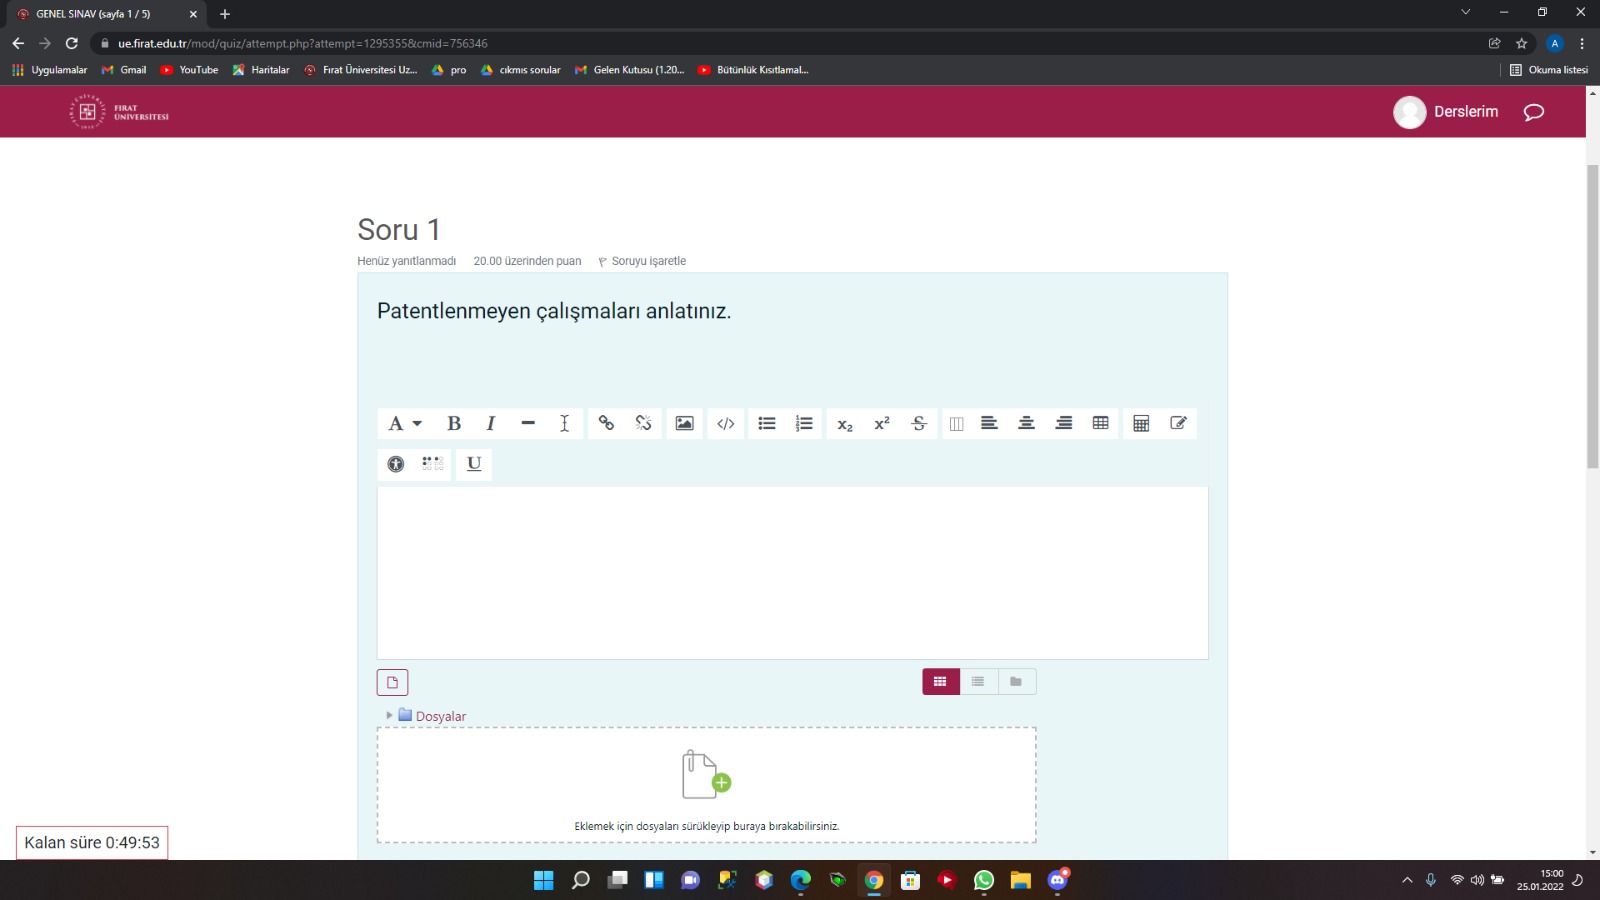 GENEL SINAV (sayfa 1 / 5)
ue.firat.edu.tr/mod/quiz/attempt.php?attempt=1295355&cmid=756346
A
Uygulamalar Gmail YouTube Haritalar Fırat Üniversitesi Uz... pro cıkmıs sorular Gelen Kutusu (1.20... Bütünlük Kısıtlamal... Okuma listesi
FIRAT
ÜNİVERSİTESİ
Derslerim
Soru 1
Henüz yanıtlanmadı 20.00 üzerinden puan Soruyu işaretle
Patentlenmeyen çalışmaları anlatınız.
A B I x₂ x² S
U
Dosyalar
Eklemek için dosyaları sürükleyip buraya bırakabilirsiniz.
Kalan süre 0:49:53
15:00
25.01.2022